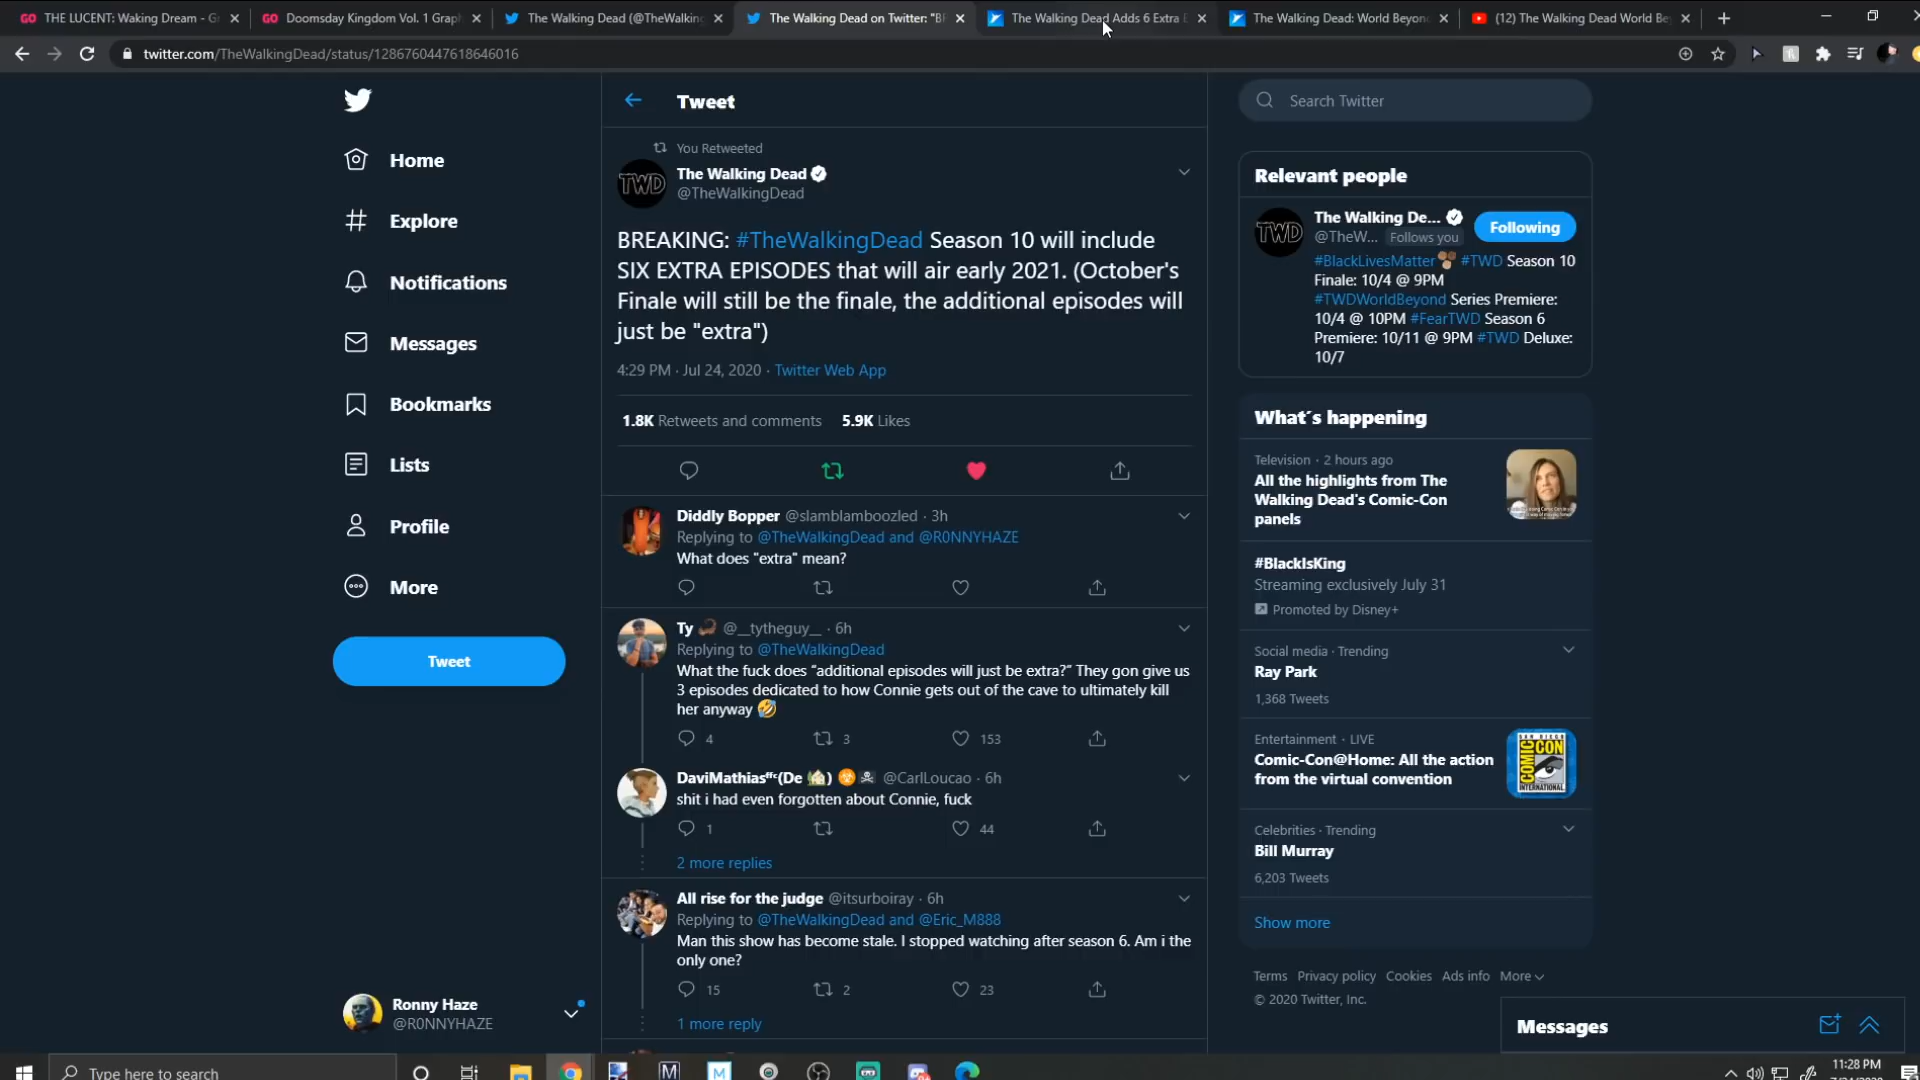 THE LUCENT: Waking Dream - Gr
Doomsday Kingdom Vol. 1 Grap
The Walking Dead (@TheWalking
The Walking Dead on Twitter: "BR
The Walking Dead Adds 6 Extra E
The Walking Dead: World Beyon
(12) The Walking Dead World Be
twitter.com/TheWalkingDead/status/1286760447618646016
Home
Explore
Notifications
Messages
Bookmarks
Lists
Profile
More
Tweet
Ronny Haze
@R0NNYHAZE
Tweet
You Retweeted
The Walking Dead
TWD
@TheWalkingDead
BREAKING: #TheWalkingDead Season 10 will include
SIX EXTRA EPISODES that will air early 2021. (October's
Finale will still be the finale, the additional episodes will
just be "extra")
4:29 PM · Jul 24, 2020 · Twitter Web App
1.8K Retweets and comments 5.9K Likes
Diddly Bopper @slamblamboozled · 3h
Replying to @TheWalkingDead and @R0NNYHAZE
What does "extra" mean?
Ty @__tytheguy__ · 6h
Replying to @TheWalkingDead
What the fuck does "additional episodes will just be extra?" They gon give us
3 episodes dedicated to how Connie gets out of the cave to ultimately kill
her anyway 🤣
4 3 153
DaviMathiasᶠᶠᶜ(De 🏡) ☣☠ @CarlLoucao · 6h
shit i had even forgotten about Connie, fuck
1 44
2 more replies
All rise for the judge @itsurboiray · 6h
Replying to @TheWalkingDead and @Eric_M888
Man this show has become stale. I stopped watching after season 6. Am i the
only one?
15 2 23
1 more reply
Search Twitter
Relevant people
The Walking De...
Following
TWD
@TheW... Follows you
#BlackLivesMatter #TWD Season 10
Finale: 10/4 @ 9PM
#TWDWorldBeyond Series Premiere:
10/4 @ 10PM #FearTWD Season 6
Premiere: 10/11 @ 9PM #TWD Deluxe:
10/7
What's happening
Television · 2 hours ago
All the highlights from The
Walking Dead's Comic-Con
panels
#BlackIsKing
Streaming exclusively July 31
Promoted by Disney+
Social media · Trending
Ray Park
1,368 Tweets
Entertainment · LIVE
Comic-Con@Home: All the action
from the virtual convention
COMIC CON
INTERNATIONAL
Celebrities · Trending
Bill Murray
6,203 Tweets
Show more
Terms Privacy policy Cookies Ads info More
© 2020 Twitter, Inc.
Messages
Type here to search
11:28 PM